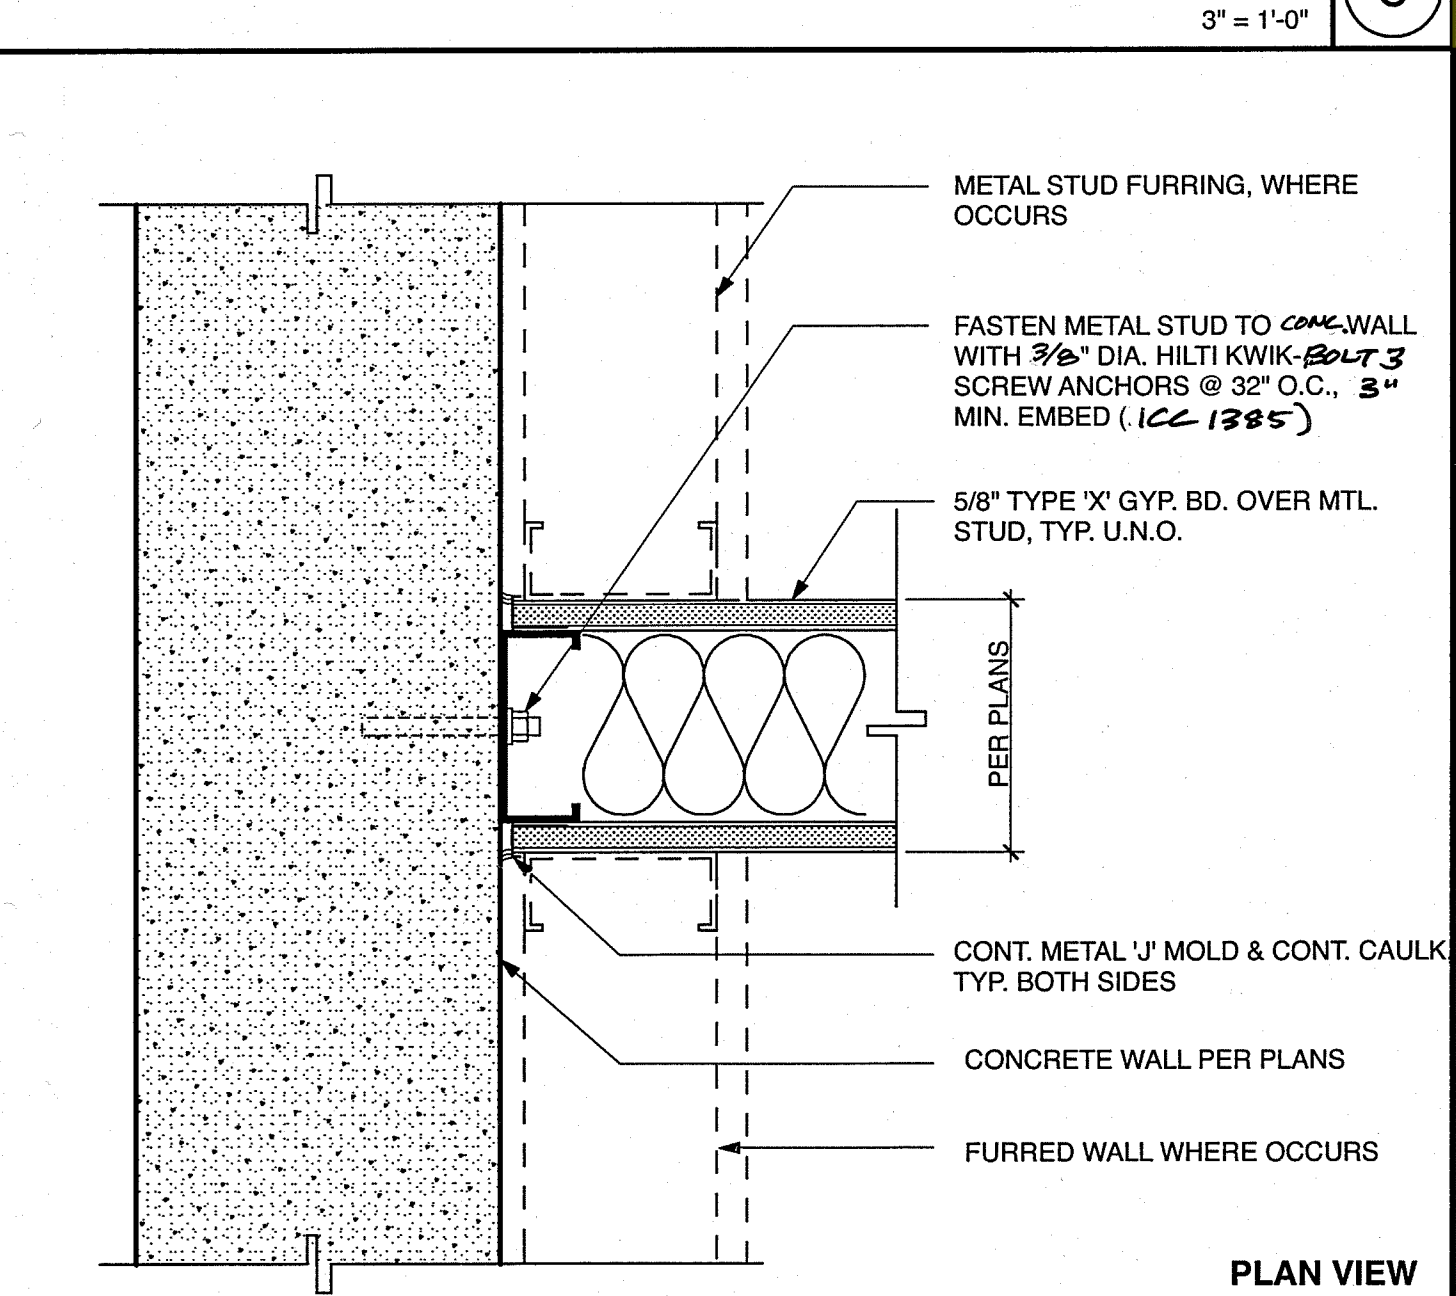 3" = 1'-0"
METAL STUD FURRING, WHERE
OCCURS
FASTEN METAL STUD TO CONC. WALL
WITH 3/8" DIA. HILTI KWIK-BOLT 3
SCREW ANCHORS @ 32" O.C., 3"
MIN. EMBED (ICC 1385)
5/8" TYPE 'X' GYP. BD. OVER MTL.
STUD, TYP. U.N.O.
PER PLANS
CONT. METAL 'J' MOLD & CONT. CAULK
TYP. BOTH SIDES
CONCRETE WALL PER PLANS
FURRED WALL WHERE OCCURS
PLAN VIEW